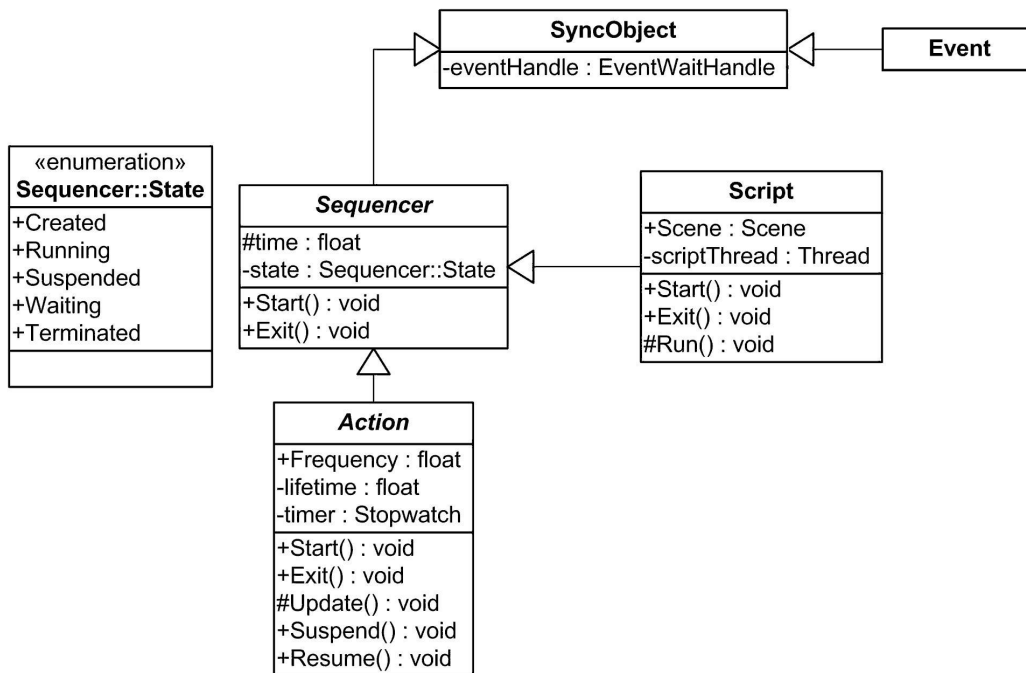 SyncObject
-eventHandle : EventWaitHandle
Event
«enumeration»
Sequencer::State
+Created
+Running
+Suspended
+Waiting
+Terminated
Sequencer
#time : float
-state : Sequencer::State
+Start() : void
+Exit() : void
Script
+Scene : Scene
-scriptThread : Thread
+Start() : void
+Exit() : void
#Run() : void
Action
+Frequency : float
-lifetime : float
-timer : Stopwatch
+Start() : void
+Exit() : void
#Update() : void
+Suspend() : void
+Resume() : void